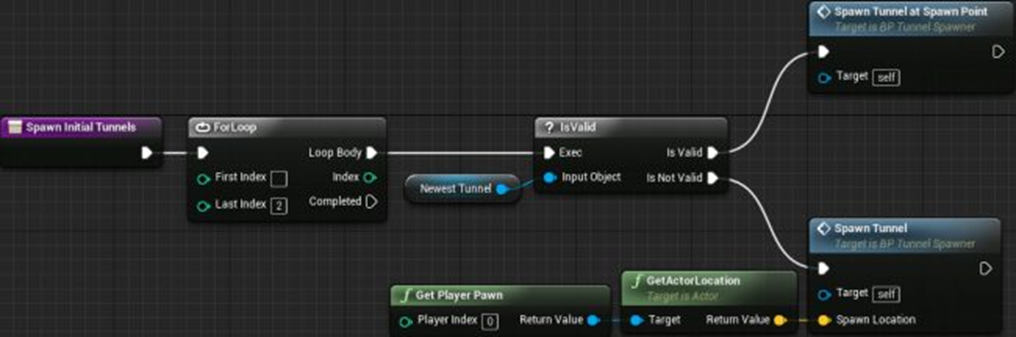 Spawn Tunnel at Spawn Point
Target is BP Tunnel Spawner
Target self
Spawn Initial Tunnels
ForLoop
Loop Body
First Index
Index
Last Index 2
Completed
Newest Tunnel
? IsValid
Exec
Is Valid
Input Object
Is Not Valid
Spawn Tunnel
Target is BP Tunnel Spawner
Target self
Spawn Location
f Get Player Pawn
Player Index 0
Return Value
f GetActorLocation
Target is Actor
Target
Return Value